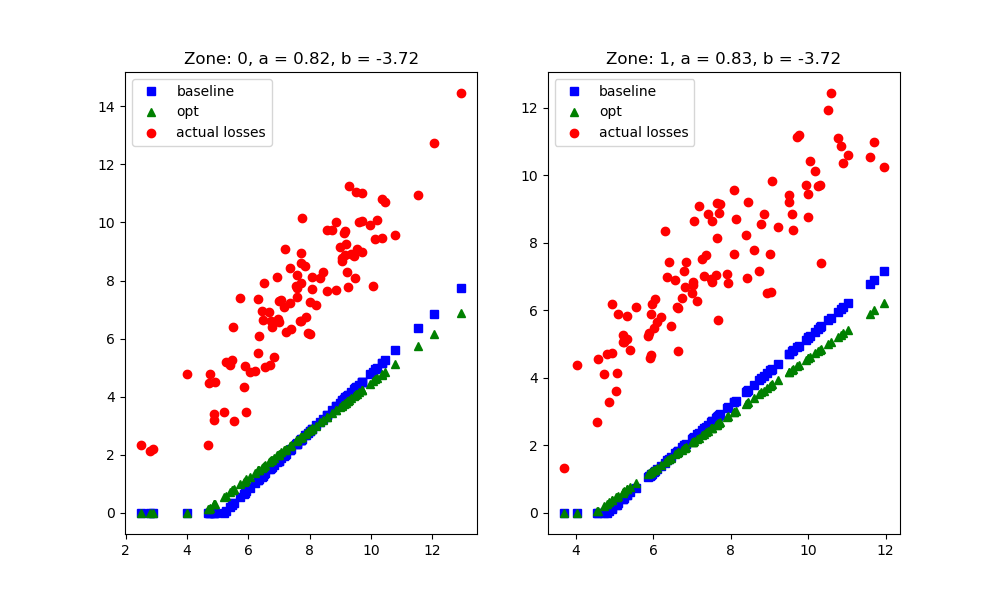 Zone: 0, a = 0.82, b = -3.72
baseline
opt
actual losses
14
12
10
8
6
4
2
0
2 4 6 8 10 12
Zone: 1, a = 0.83, b = -3.72
baseline
opt
actual losses
12
10
8
6
4
2
0
4 6 8 10 12